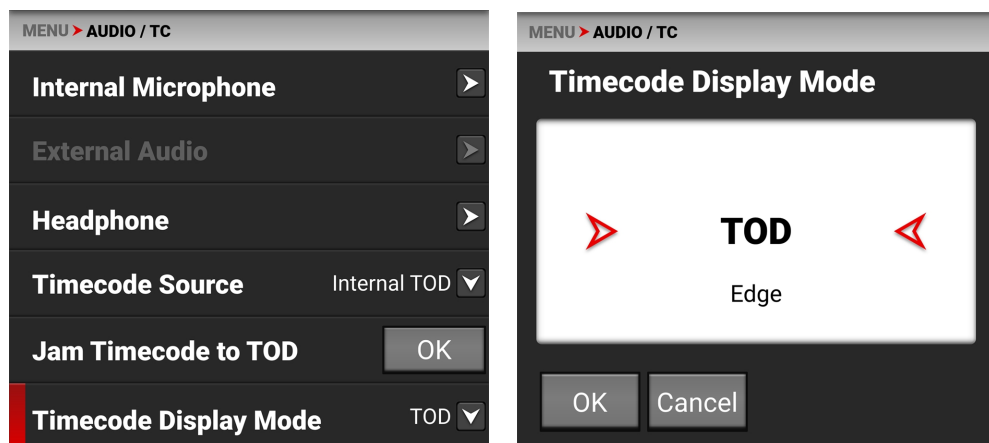 MENU AUDIO / TC
Internal Microphone
External Audio
Headphone
Timecode Source Internal TOD
Jam Timecode to TOD OK
Timecode Display Mode TOD
MENU AUDIO / TC
Timecode Display Mode
TOD
Edge
OK Cancel